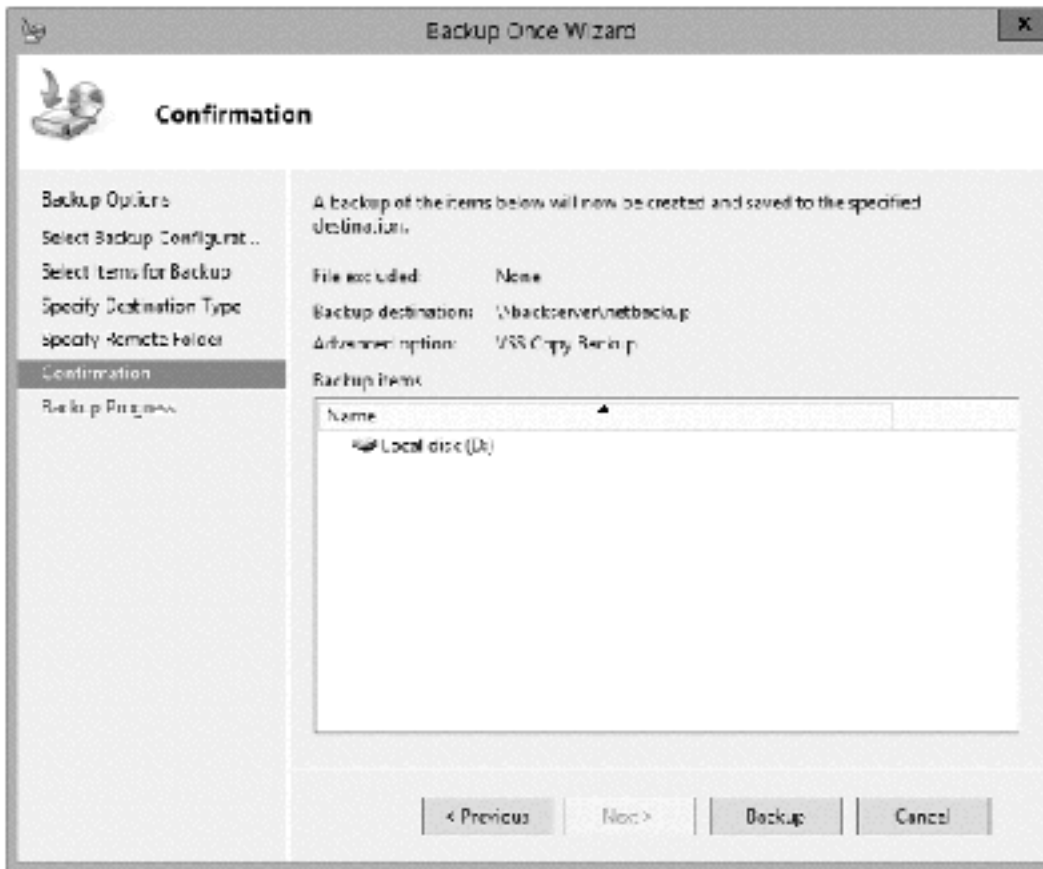 Backup Once Wizard
x
Confirmation
Backup Options
Select Backup Configurat...
Select Items for Backup
Specify Destination Type
Specify Remote Folder
Confirmation
Backup Progress
A backup of the items below will now be created and saved to the specified
destination.
File excluded: None
Backup destination: \\backserver\netbackup
Advanced option: VSS Copy Backup
Backup items
Name
Local disk (D:)
< Previous Next > Backup Cancel